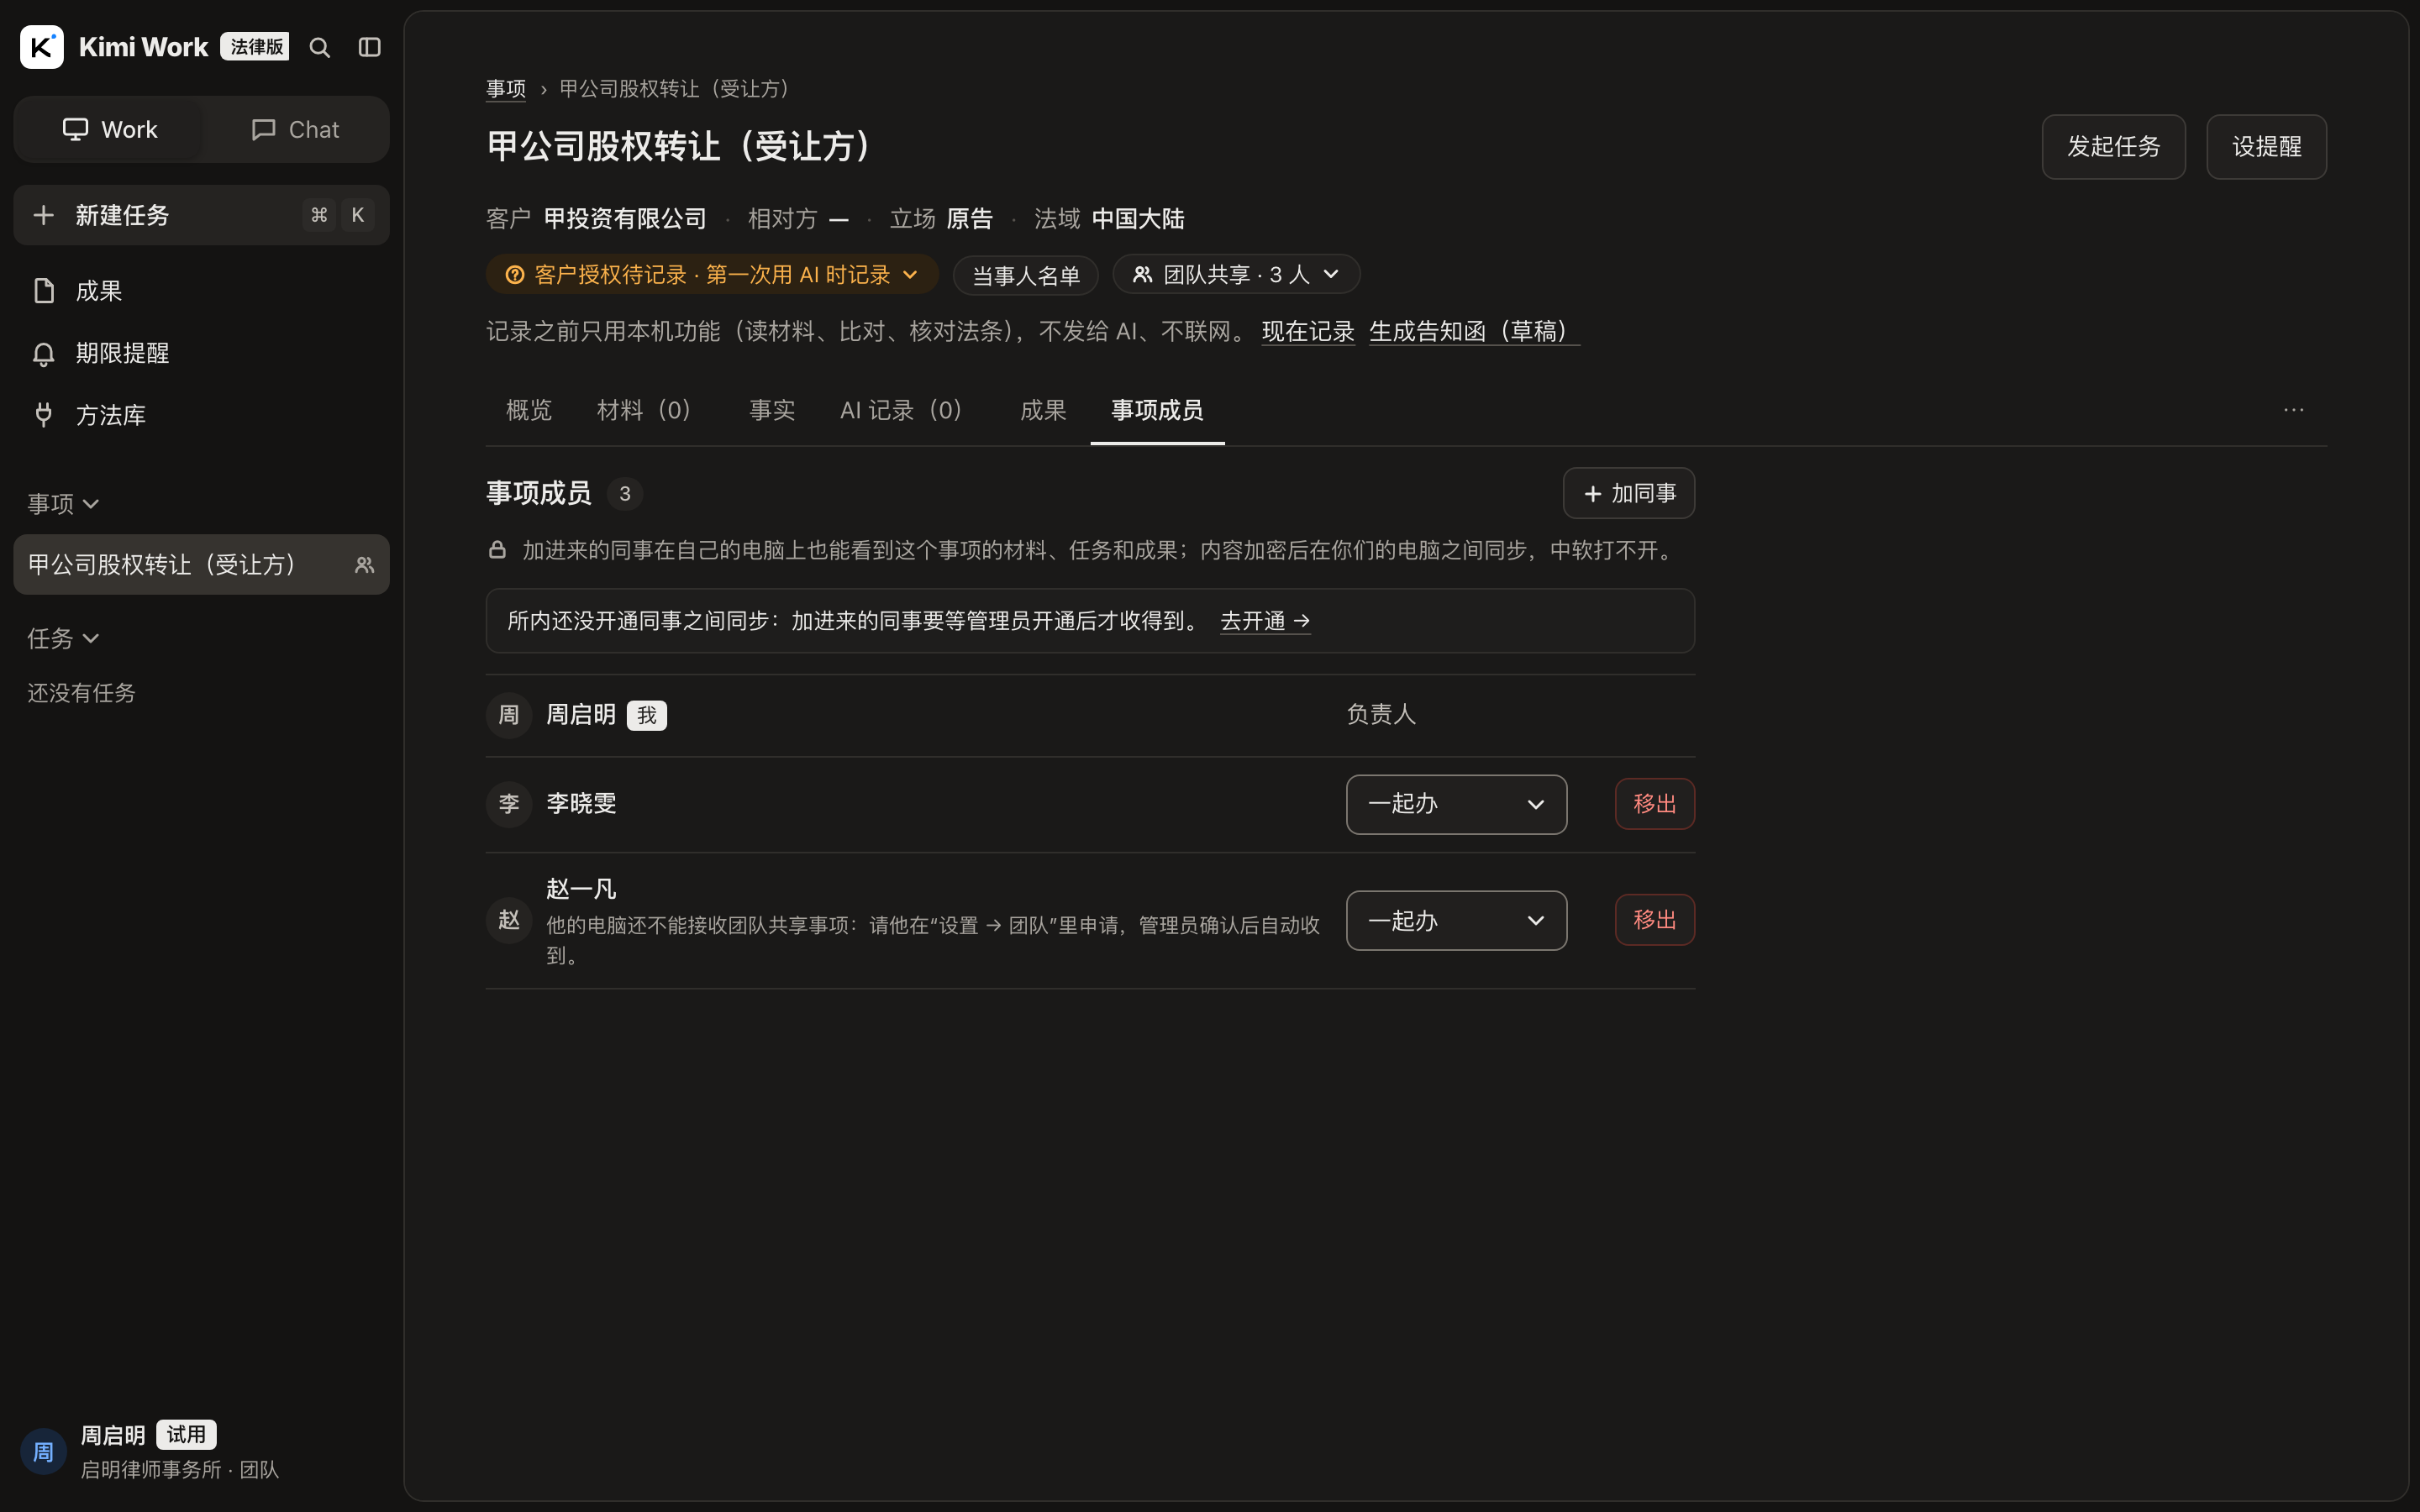 Kimi Work 法律版
Work
Chat
新建任务 ⌘ K
成果
期限提醒
方法库
事项
甲公司股权转让（受让方）
任务
还没有任务
周 周启明 试用
启明律师事务所 · 团队
事项 › 甲公司股权转让（受让方）
甲公司股权转让（受让方）
发起任务 设提醒
客户 甲投资有限公司 · 相对方 — · 立场 原告 · 法域 中国大陆
客户授权待记录 · 第一次用 AI 时记录 当事人名单 团队共享 · 3 人
记录之前只用本机功能（读材料、比对、核对法条），不发给 AI、不联网。 现在记录 生成告知函（草稿）
概览 材料（0） 事实 AI 记录（0） 成果 事项成员 ···
事项成员 3 + 加同事
加进来的同事在自己的电脑上也能看到这个事项的材料、任务和成果；内容加密后在你们的电脑之间同步，中软打不开。
所内还没开通同事之间同步：加进来的同事要等管理员开通后才收得到。 去开通 →
周 周启明 我 负责人
李 李晓雯 一起办 移出
赵 赵一凡 一起办 移出
他的电脑还不能接收团队共享事项：请他在“设置 → 团队”里申请，管理员确认后自动收
到。